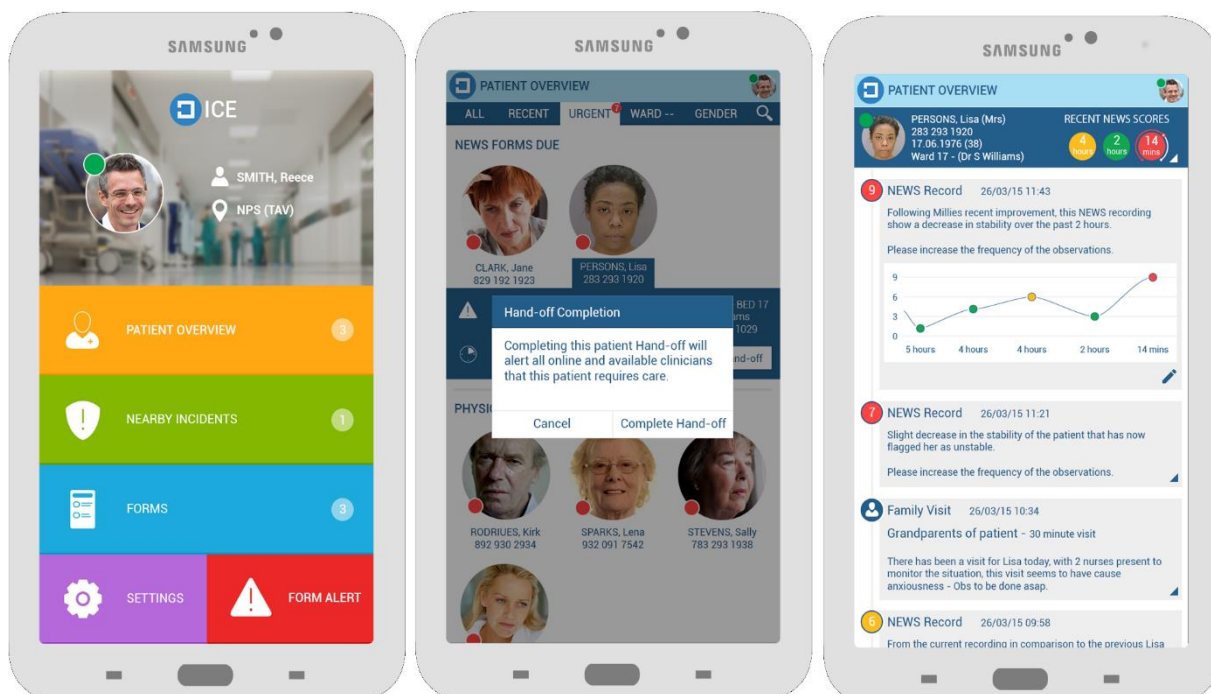 SAMSUNG
ICE
SMITH, Reece
NPS (TAV)
PATIENT OVERVIEW
3
NEARBY INCIDENTS
1
FORMS
3
SETTINGS
FORM ALERT
SAMSUNG
PATIENT OVERVIEW
ALL RECENT URGENT WARD -- GENDER
NEWS FORMS DUE
CLARK, Jane
829 192 1923
PERSONS, Lisa
283 293 1920
BED 17
1029
Hand-off Completion
Completing this patient Hand-off will
alert all online and available clinicians
that this patient requires care.
Cancel Complete Hand-off
nd-off
PHYSI
RODRIUES, Kirk
892 930 2934
SPARKS, Lena
932 091 7542
STEVENS, Sally
783 293 1938
SAMSUNG
PATIENT OVERVIEW
PERSONS, Lisa (Mrs)
283 293 1920
17.06.1976 (38)
Ward 17 - (Dr S Williams)
RECENT NEWS SCORES
4 hours
2 hours
14 mins
9 NEWS Record 26/03/15 11:43
Following Millies recent improvement, this NEWS recording
show a decrease in stability over the past 2 hours.
Please increase the frequency of the observations.
9
6
3
0
5 hours 4 hours 4 hours 2 hours 14 mins
7 NEWS Record 26/03/15 11:21
Slight decrease in the stability of the patient that has now
flagged her as unstable.
Please increase the frequency of the observations.
Family Visit 26/03/15 10:34
Grandparents of patient - 30 minute visit
There has been a visit for Lisa today, with 2 nurses present to
monitor the situation, this visit seems to have cause
anxiousness - Obs to be done asap.
6 NEWS Record 26/03/15 09:58
From the current recording in comparison to the previous Lisa